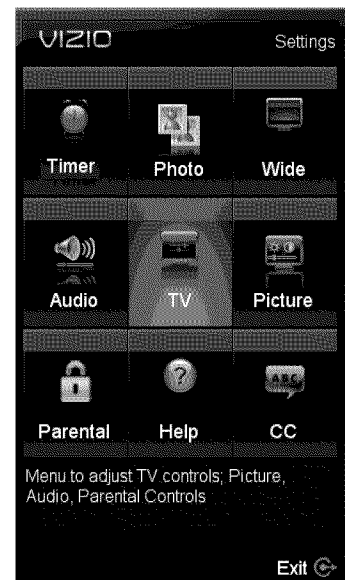 VIZIO
Settings
Timer
Photo
Wide
Audio
TV
Picture
Parental
Help
ABC
CC
Menu to adjust TV controls; Picture,
Audio, Parental Controls
Exit